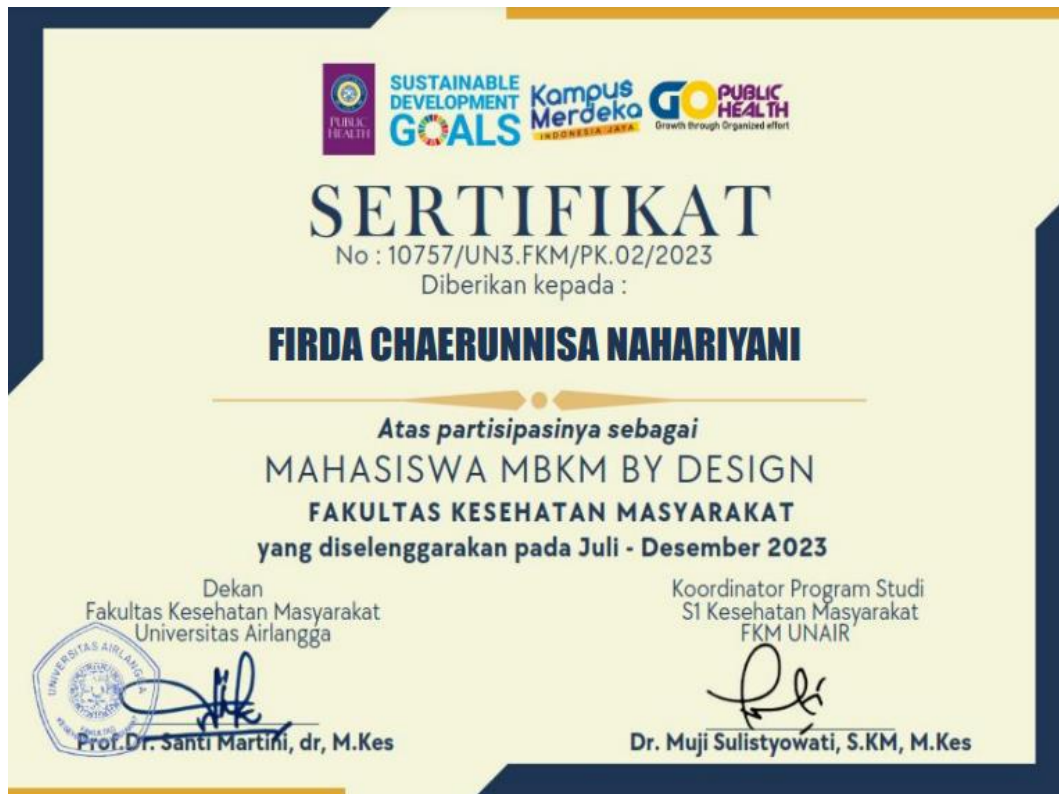 PUBLIC
HEALTH
SUSTAINABLE
DEVELOPMENT
GOALS
Kampus
Merdeka
INDONESIA JAYA
GO PUBLIC
HEALTH
Growth through Organized effort
SERTIFIKAT
No : 10757/UN3.FKM/PK.02/2023
Diberikan kepada :
FIRDA CHAERUNNISA NAHARIYANI
Atas partisipasinya sebagai
MAHASISWA MBKM BY DESIGN
FAKULTAS KESEHATAN MASYARAKAT
yang diselenggarakan pada Juli - Desember 2023
Dekan
Fakultas Kesehatan Masyarakat
Universitas Airlangga
UNIVERSITAS AIRLANGGA
FAKULTAS
Prof.Dr. Santi Martini, dr, M.Kes
Koordinator Program Studi
S1 Kesehatan Masyarakat
FKM UNAIR
Dr. Muji Sulistyowati, S.KM, M.Kes